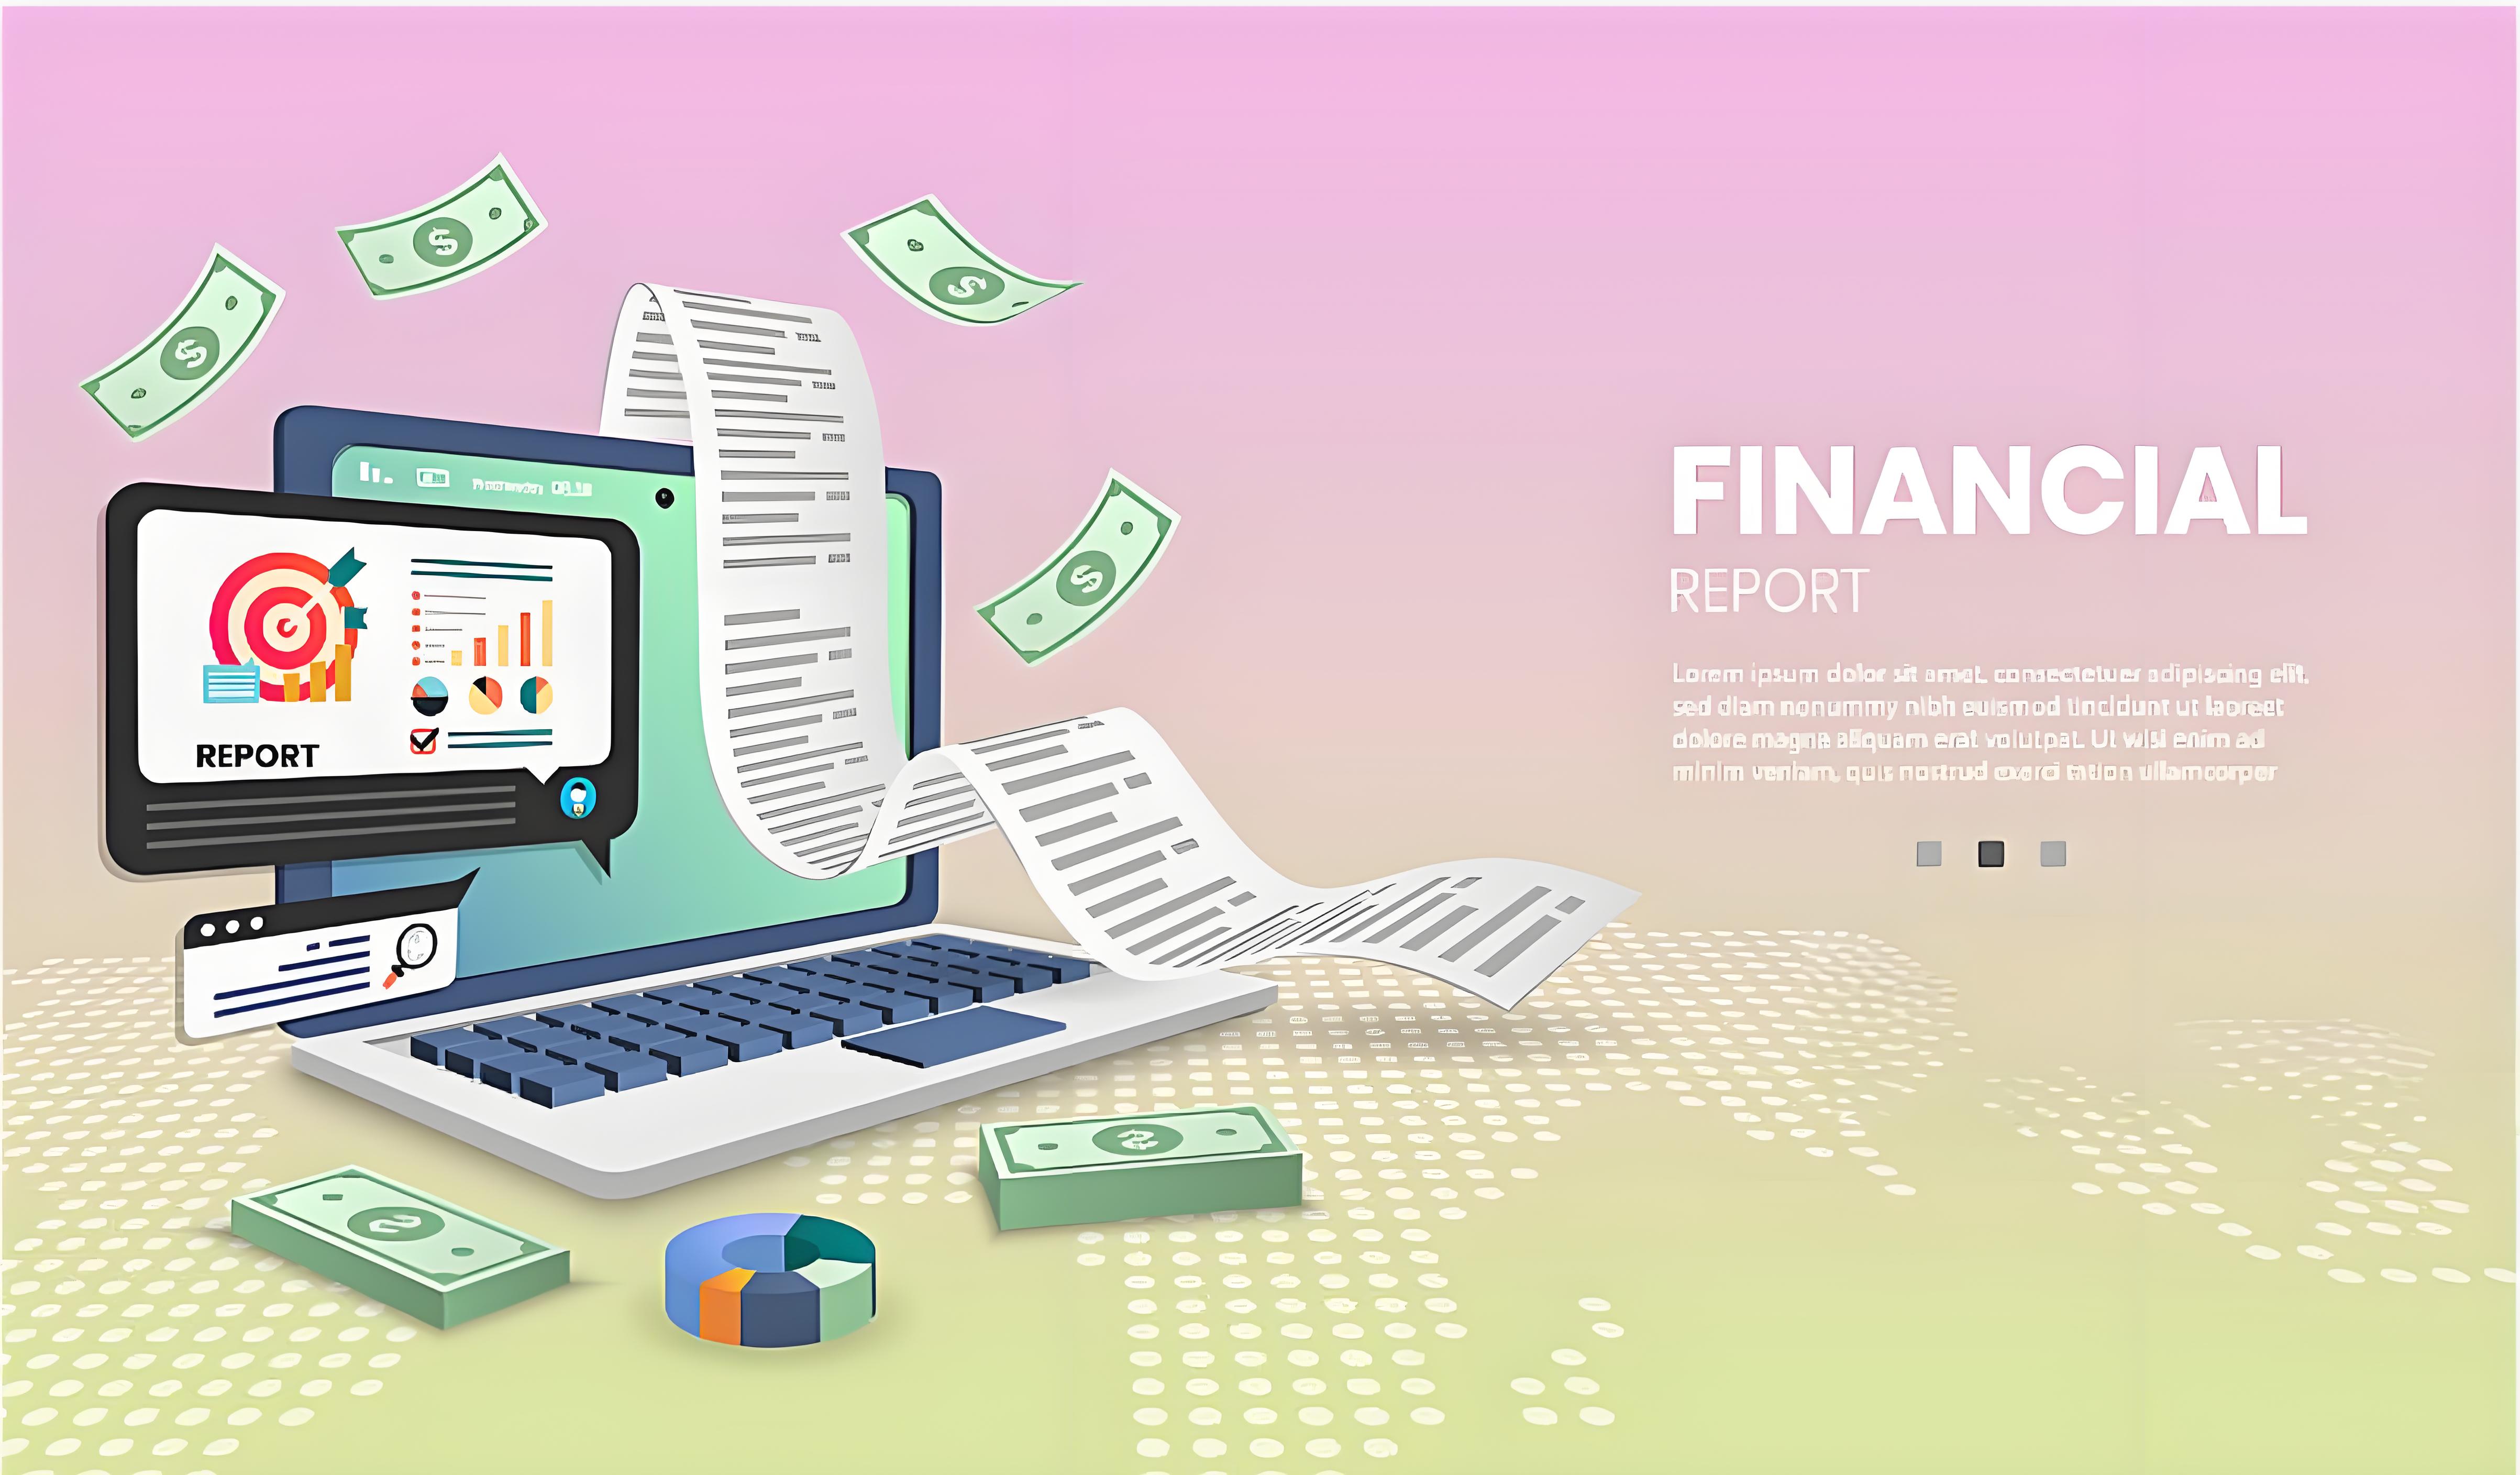 FINANCIAL
REPORT
Lorem ipsum dolor sit amet, consectetuer adipiscing elit,
sed diam nonummy nibh euismod tincidunt ut laoreet
dolore magna aliquam erat volutpat. Ut wisi enim ad
minim veniam, quis nostrud exerci tation ullamcorper
REPORT
$
$
$
$